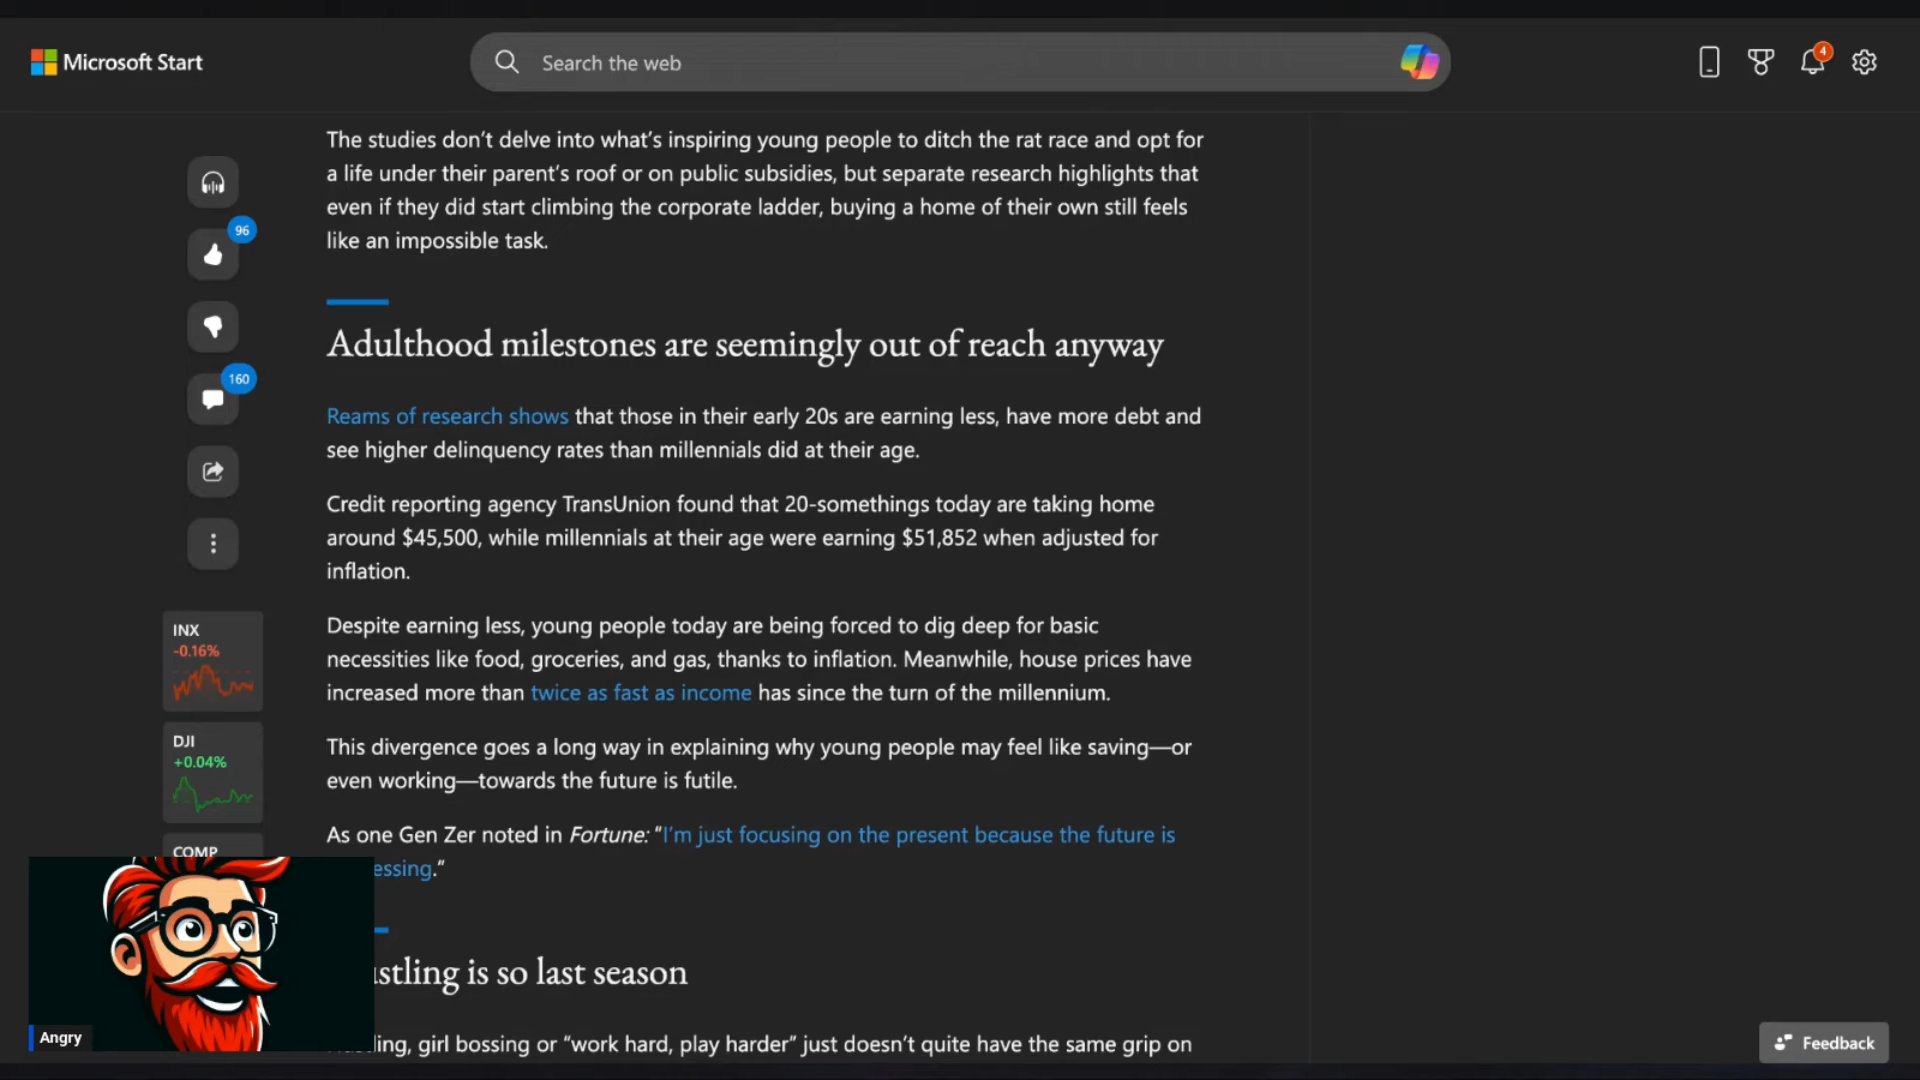 Microsoft Start
Search the web
4
The studies don’t delve into what’s inspiring young people to ditch the rat race and opt for
a life under their parent’s roof or on public subsidies, but separate research highlights that
even if they did start climbing the corporate ladder, buying a home of their own still feels
like an impossible task.
96
160
Adulthood milestones are seemingly out of reach anyway
Reams of research shows that those in their early 20s are earning less, have more debt and
see higher delinquency rates than millennials did at their age.
Credit reporting agency TransUnion found that 20-somethings today are taking home
around $45,500, while millennials at their age were earning $51,852 when adjusted for
inflation.
Despite earning less, young people today are being forced to dig deep for basic
necessities like food, groceries, and gas, thanks to inflation. Meanwhile, house prices have
increased more than twice as fast as income has since the turn of the millennium.
This divergence goes a long way in explaining why young people may feel like saving—or
even working—towards the future is futile.
As one Gen Zer noted in Fortune: “I’m just focusing on the present because the future is
essing.”
ustling is so last season
girl bossing or “work hard, play harder” just doesn’t quite have the same grip on
INX
-0.16%
DJI
+0.04%
COMP
Angry
Feedback